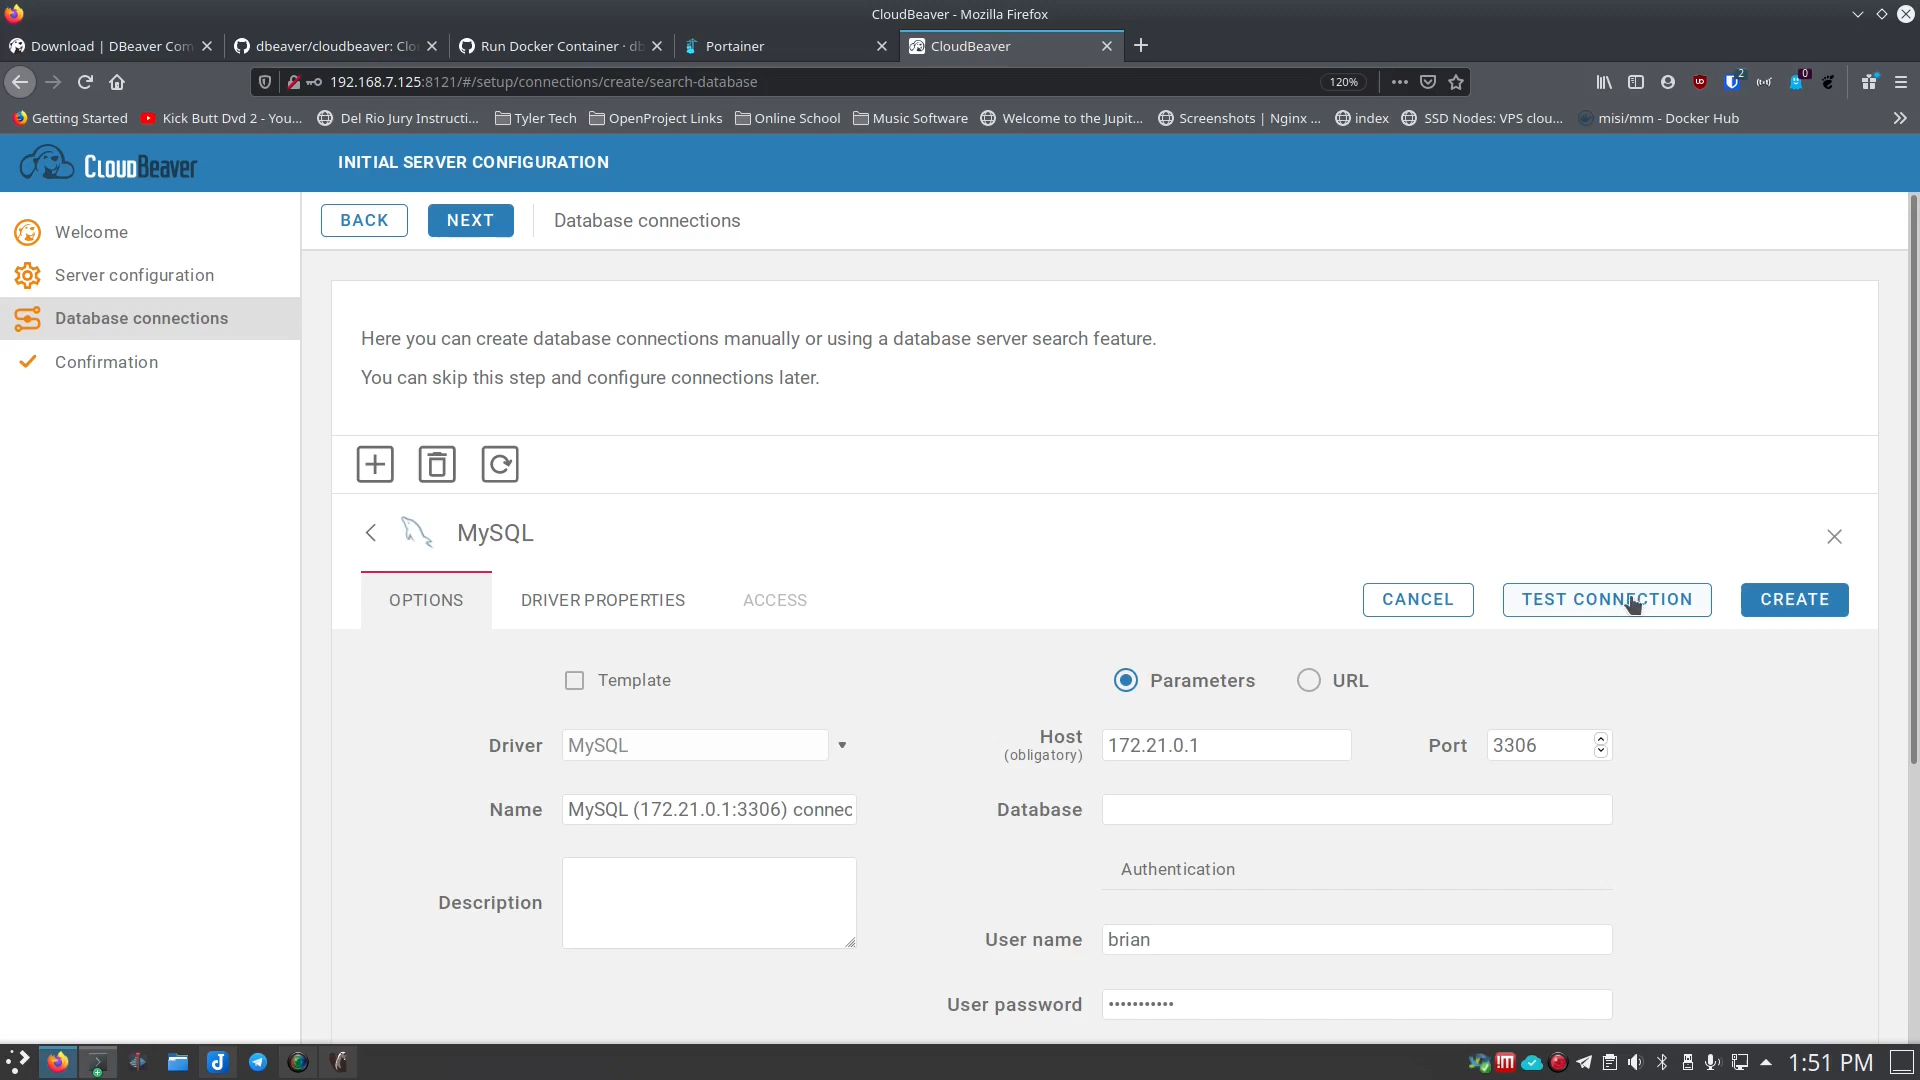 CloudBeaver - Mozilla Firefox
Download | DBeaver Com
dbeaver/cloudbeaver: Clo
Run Docker Container · db
Portainer
CloudBeaver
192.168.7.125:8121/#/setup/connections/create/search-database
120%
2
0
Getting Started
Kick Butt Dvd 2 - You...
Del Rio Jury Instructi...
Tyler Tech
OpenProject Links
Online School
Music Software
Welcome to the Jupit...
Screenshots | Nginx ...
index
SSD Nodes: VPS clou...
misi/mm - Docker Hub
CLOUDBeaver
INITIAL SERVER CONFIGURATION
Welcome
Server configuration
Database connections
Confirmation
BACK
NEXT
Database connections
Here you can create database connections manually or using a database server search feature.
You can skip this step and configure connections later.
MySQL
OPTIONS
DRIVER PROPERTIES
ACCESS
CANCEL
TEST CONNECTION
CREATE
Template
Parameters
URL
Driver
MySQL
Host
(obligatory)
172.21.0.1
Port
3306
Name
MySQL (172.21.0.1:3306) connec
Database
Description
Authentication
User name
brian
User password
•••••••••••
1:51 PM